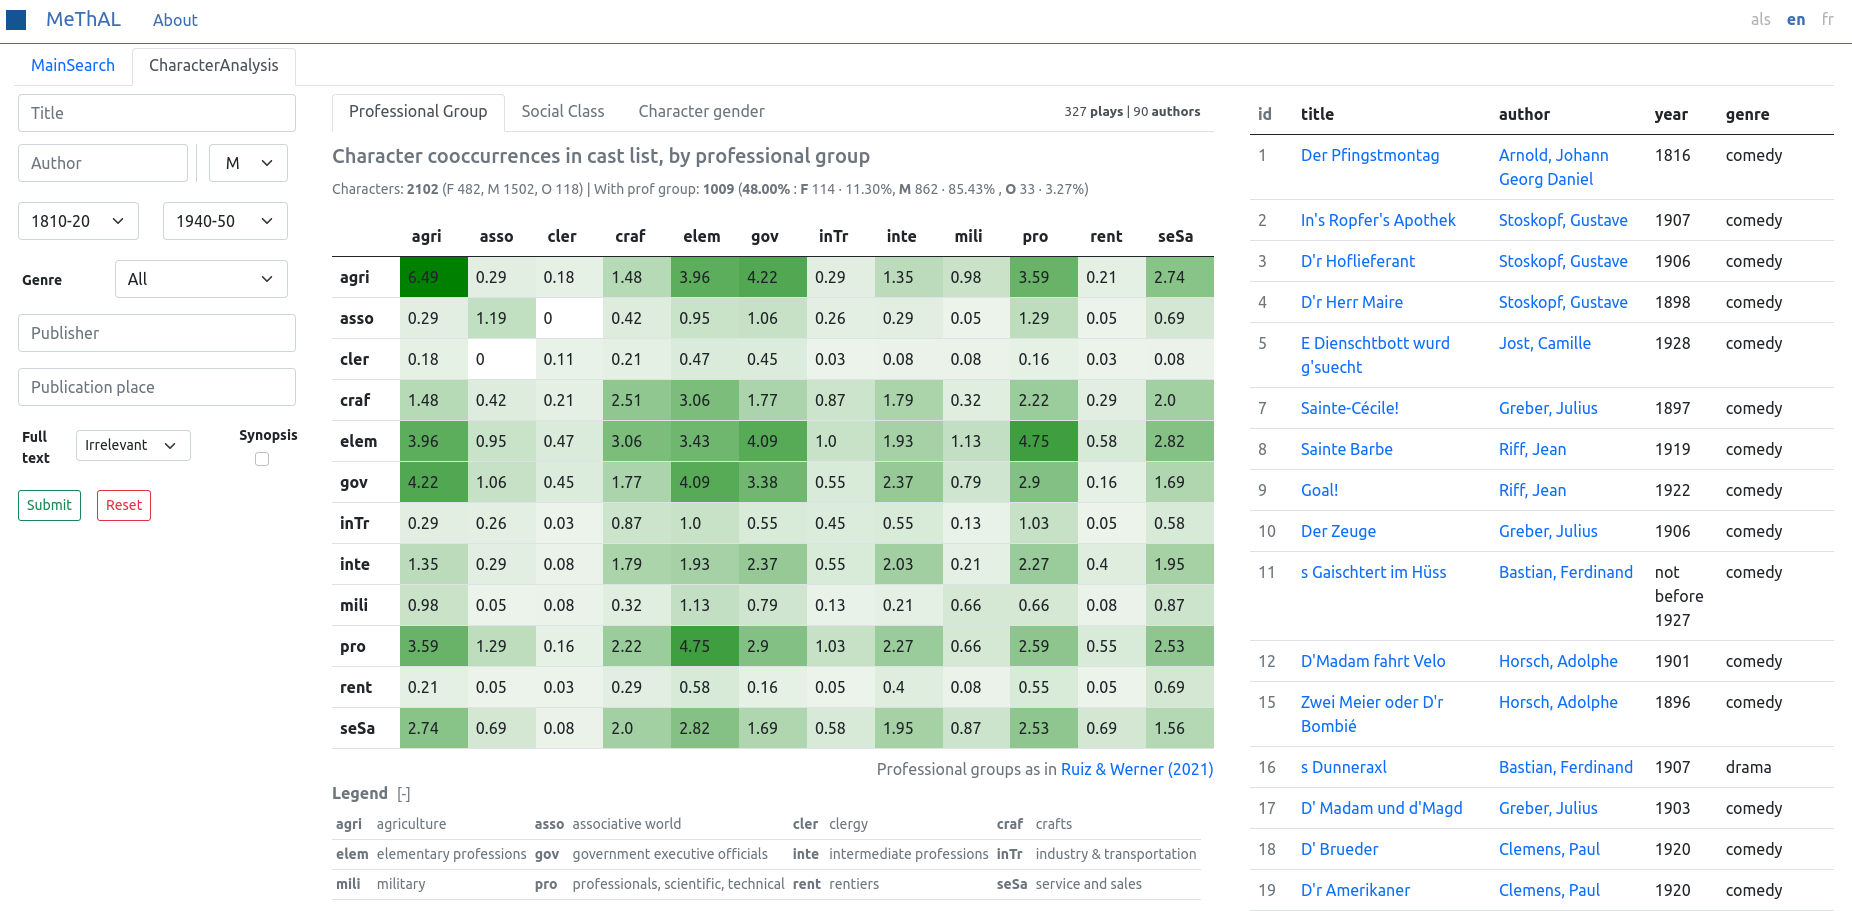 MeThAL About als en fr
MainSearch CharacterAnalysis
Title
Author M
1810-20 1940-50
Genre All
Publisher
Publication place
Full text Irrelevant Synopsis
Submit Reset
Professional Group Social Class Character gender 327 plays | 90 authors
Character cooccurrences in cast list, by professional group
Characters: 2102 (F 482, M 1502, O 118) | With prof group: 1009 (48.00% : F 114 · 11.30%, M 862 · 85.43% , O 33 · 3.27%)
agri asso cler craf elem gov inTr inte mili pro rent seSa
agri 6.49 0.29 0.18 1.48 3.96 4.22 0.29 1.35 0.98 3.59 0.21 2.74
asso 0.29 1.19 0 0.42 0.95 1.06 0.26 0.29 0.05 1.29 0.05 0.69
cler 0.18 0 0.11 0.21 0.47 0.45 0.03 0.08 0.08 0.16 0.03 0.08
craf 1.48 0.42 0.21 2.51 3.06 1.77 0.87 1.79 0.32 2.22 0.29 2.0
elem 3.96 0.95 0.47 3.06 3.43 4.09 1.0 1.93 1.13 4.75 0.58 2.82
gov 4.22 1.06 0.45 1.77 4.09 3.38 0.55 2.37 0.79 2.9 0.16 1.69
inTr 0.29 0.26 0.03 0.87 1.0 0.55 0.45 0.55 0.13 1.03 0.05 0.58
inte 1.35 0.29 0.08 1.79 1.93 2.37 0.55 2.03 0.21 2.27 0.4 1.95
mili 0.98 0.05 0.08 0.32 1.13 0.79 0.13 0.21 0.66 0.66 0.08 0.87
pro 3.59 1.29 0.16 2.22 4.75 2.9 1.03 2.27 0.66 2.59 0.55 2.53
rent 0.21 0.05 0.03 0.29 0.58 0.16 0.05 0.4 0.08 0.55 0.05 0.69
seSa 2.74 0.69 0.08 2.0 2.82 1.69 0.58 1.95 0.87 2.53 0.69 1.56
Professional groups as in Ruiz & Werner (2021)
Legend [-]
agri agriculture asso associative world cler clergy craf crafts
elem elementary professions gov government executive officials inte intermediate professions inTr industry & transportation
mili military pro professionals, scientific, technical rent rentiers seSa service and sales
id title author year genre
1 Der Pfingstmontag Arnold, Johann Georg Daniel 1816 comedy
2 In's Ropfer's Apothek Stoskopf, Gustave 1907 comedy
3 D'r Hoflieferant Stoskopf, Gustave 1906 comedy
4 D'r Herr Maire Stoskopf, Gustave 1898 comedy
5 E Dienschtbott wurd g'suecht Jost, Camille 1928 comedy
7 Sainte-Cécile! Greber, Julius 1897 comedy
8 Sainte Barbe Riff, Jean 1919 comedy
9 Goal! Riff, Jean 1922 comedy
10 Der Zeuge Greber, Julius 1906 comedy
11 s Gaischtert im Hüss Bastian, Ferdinand not before 1927 comedy
12 D'Madam fahrt Velo Horsch, Adolphe 1901 comedy
15 Zwei Meier oder D'r Bombié Horsch, Adolphe 1896 comedy
16 s Dunneraxl Bastian, Ferdinand 1907 drama
17 D' Madam und d'Magd Greber, Julius 1903 comedy
18 D' Brueder Clemens, Paul 1920 comedy
19 D'r Amerikaner Clemens, Paul 1920 comedy